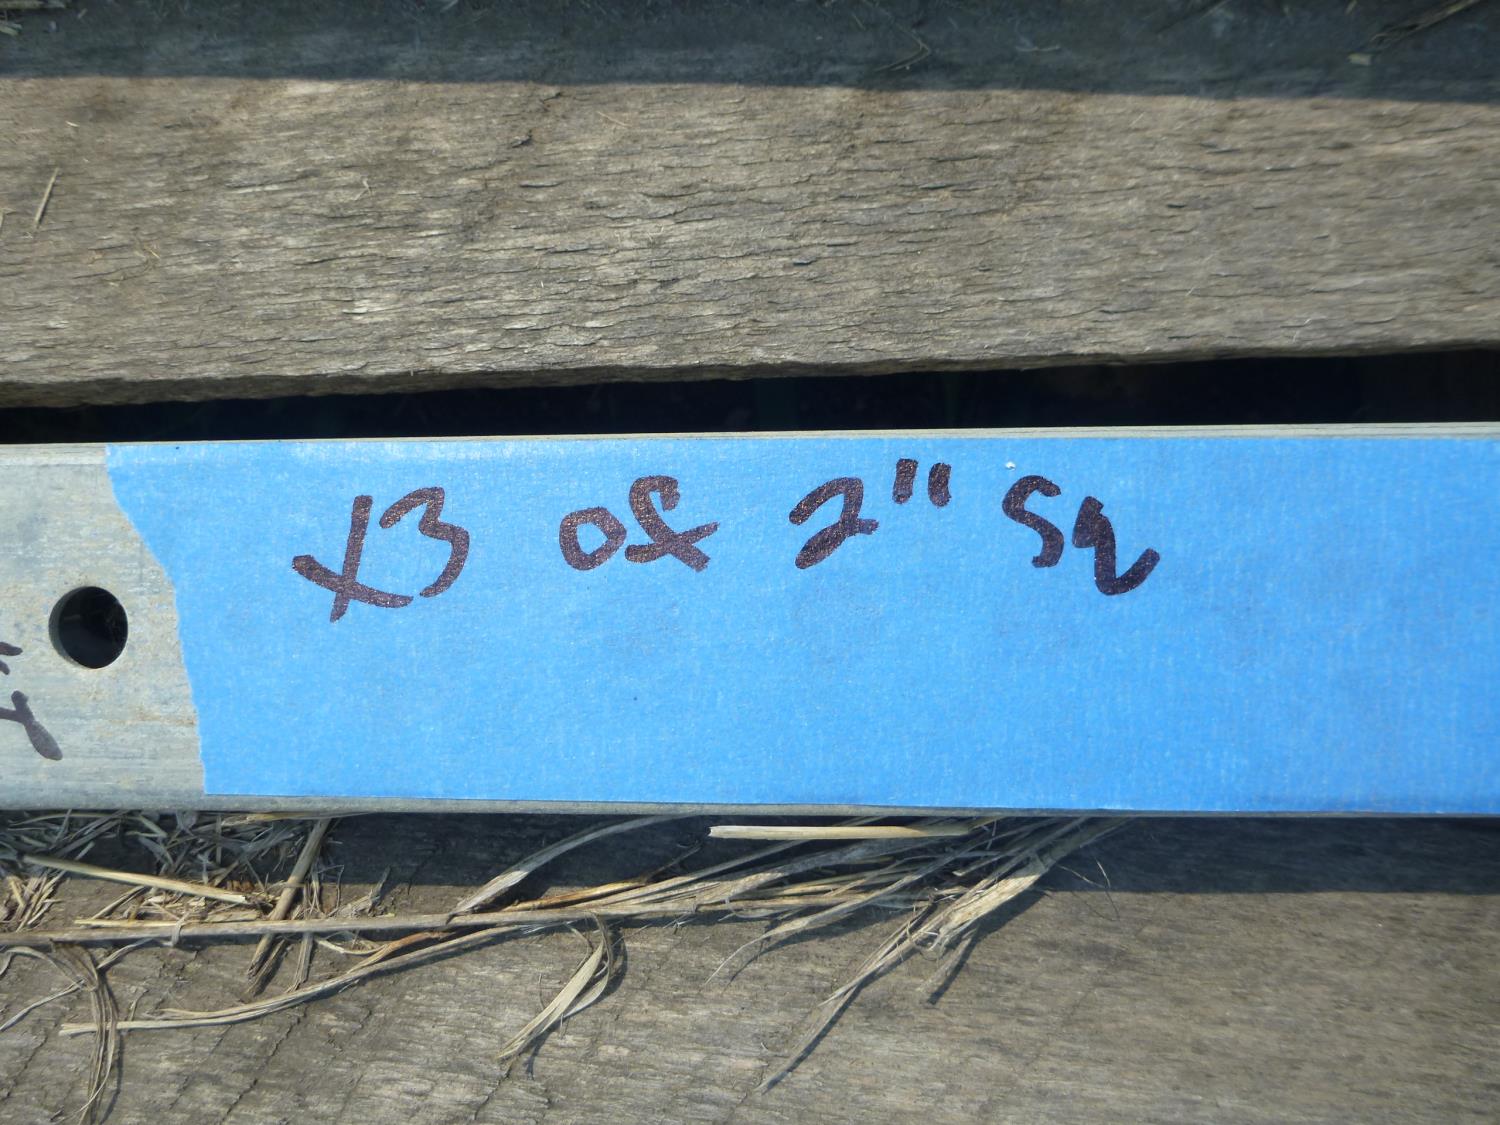 x3 of 2" Sq